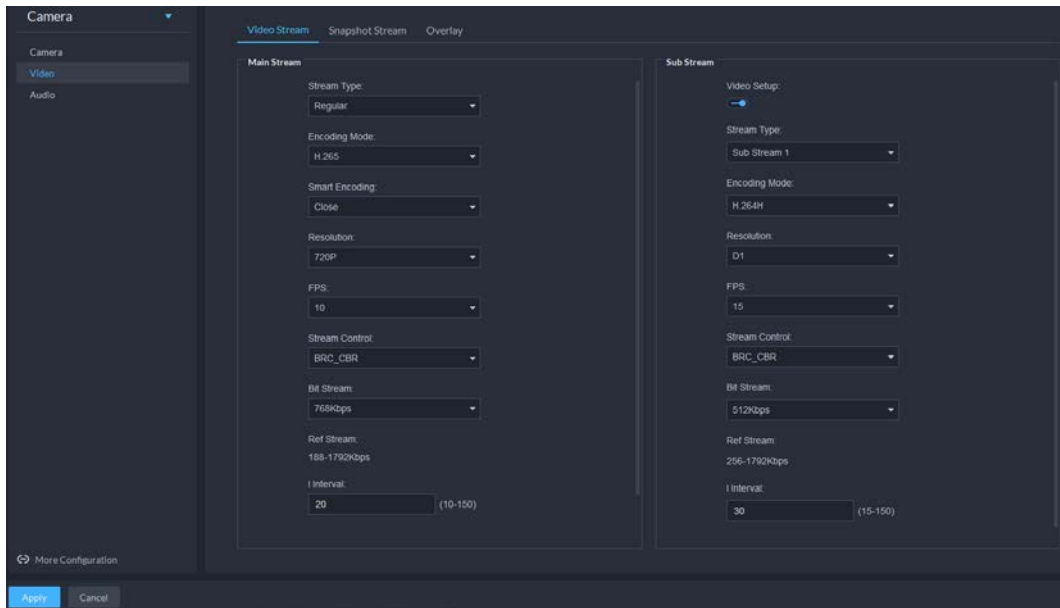 Camera
Camera
Video
Audio
More Configuration
Video Stream Snapshot Stream Overlay
Main Stream
Stream Type:
Regular
Encoding Mode:
H.265
Smart Encoding:
Close
Resolution:
720P
FPS:
10
Stream Control:
BRC_CBR
Bit Stream:
768Kbps
Ref Stream:
188-1792Kbps
I Interval:
20 (10-150)
Sub Stream
Video Setup:
Stream Type:
Sub Stream 1
Encoding Mode:
H.264H
Resolution:
D1
FPS:
15
Stream Control:
BRC_CBR
Bit Stream:
512Kbps
Ref Stream:
256-1792Kbps
I Interval:
30 (15-150)
Apply Cancel